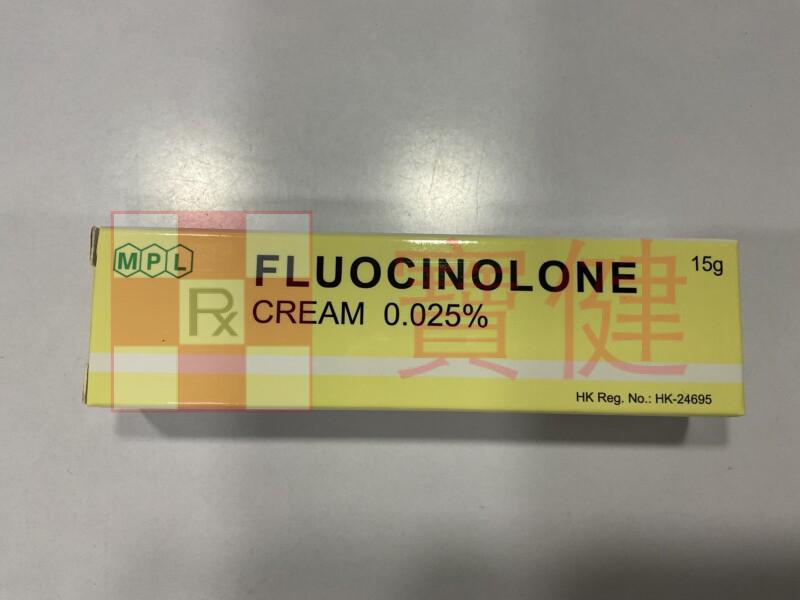 MPL
FLUOCINOLONE
15g
CREAM 0.025%
Rx
寶健
HK Reg. No.: HK-24695